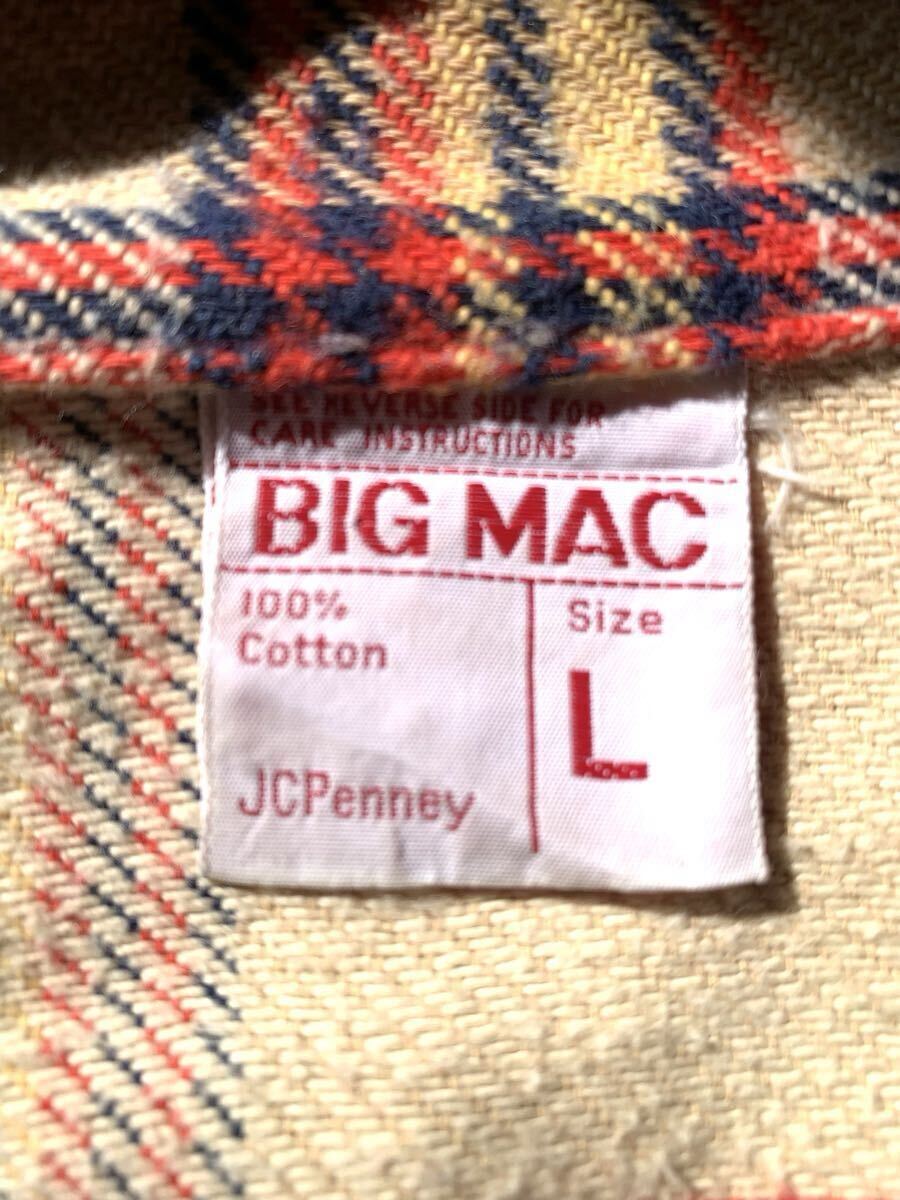 SEE REVERSE SIDE FOR
CARE INSTRUCTIONS
BIG MAC
100%
Cotton
JCPenney
Size
L